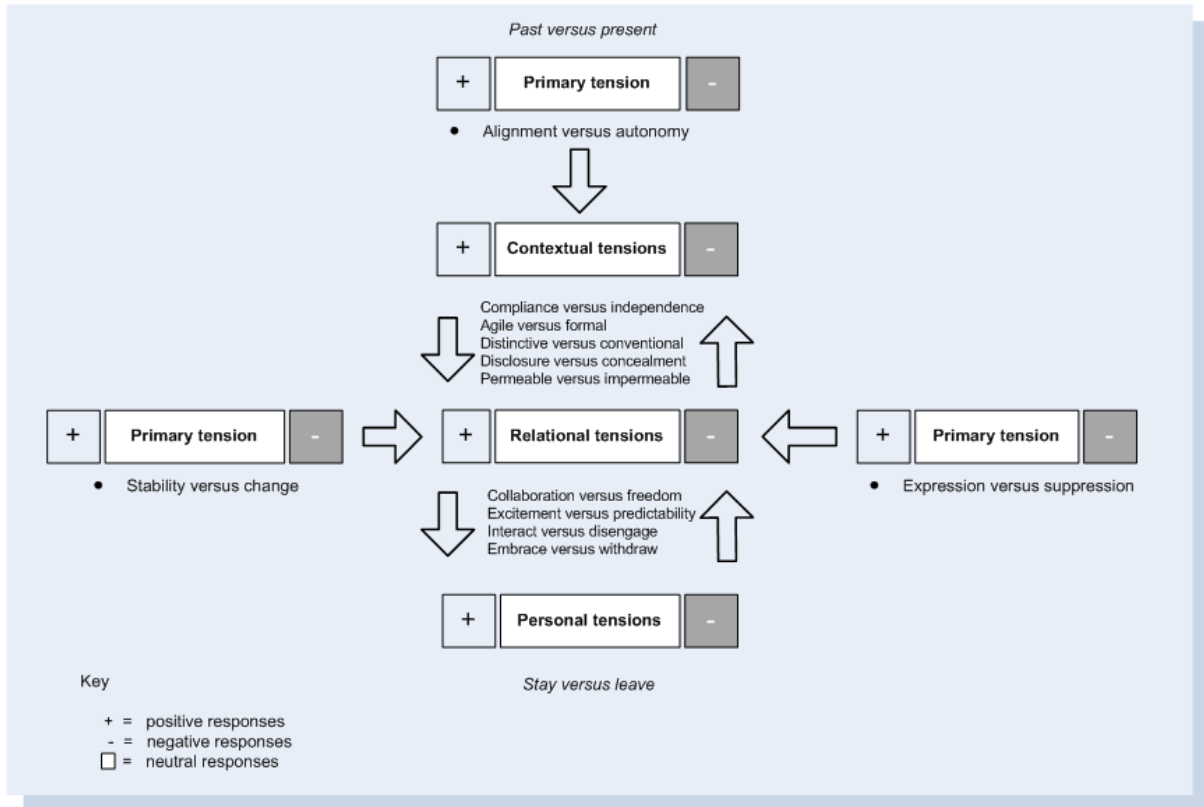 Past versus present
+ Primary tension -
• Alignment versus autonomy
+ Contextual tensions -
Compliance versus independence
Agile versus formal
Distinctive versus conventional
Disclosure versus concealment
Permeable versus impermeable
+ Primary tension -
+ Relational tensions -
+ Primary tension -
• Stability versus change
• Expression versus suppression
Collaboration versus freedom
Excitement versus predictability
Interact versus disengage
Embrace versus withdraw
+ Personal tensions -
Stay versus leave
Key
+ = positive responses
- = negative responses
= neutral responses